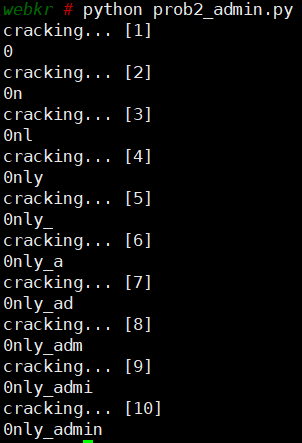 webkr # python prob2_admin.py
cracking... [1]
0
cracking... [2]
0n
cracking... [3]
0nl
cracking... [4]
0nly
cracking... [5]
0nly_
cracking... [6]
0nly_a
cracking... [7]
0nly_ad
cracking... [8]
0nly_adm
cracking... [9]
0nly_admi
cracking... [10]
0nly_admin